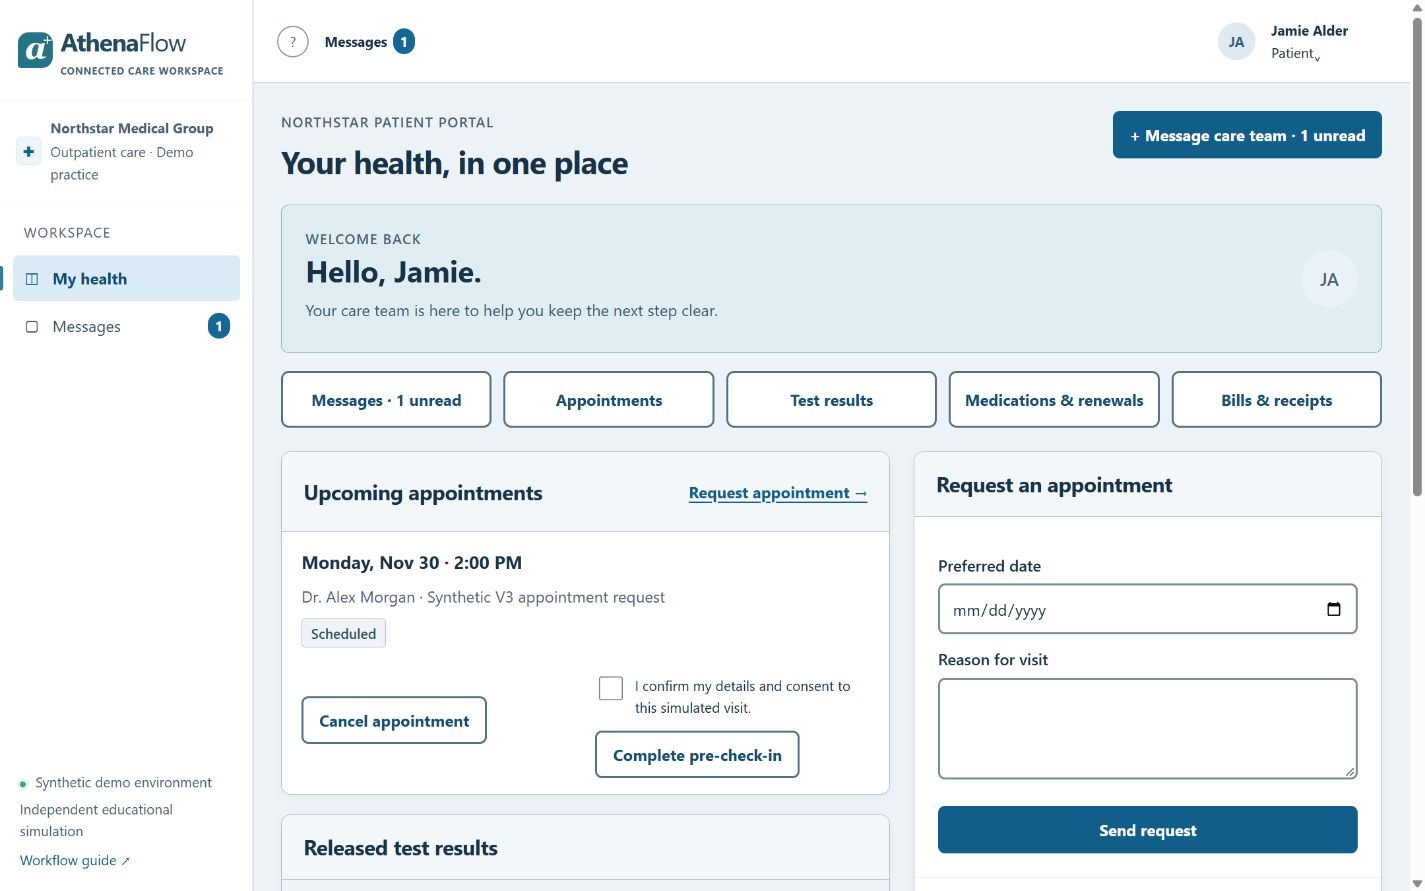 AthenaFlow
CONNECTED CARE WORKSPACE
Northstar Medical Group
Outpatient care · Demo
practice
WORKSPACE
My health
Messages 1
Synthetic demo environment
Independent educational
simulation
Workflow guide ↗
? Messages 1
JA
Jamie Alder
Patient
NORTHSTAR PATIENT PORTAL
Your health, in one place
+ Message care team · 1 unread
WELCOME BACK
Hello, Jamie.
Your care team is here to help you keep the next step clear.
JA
Messages · 1 unread
Appointments
Test results
Medications & renewals
Bills & receipts
Upcoming appointments
Request appointment →
Monday, Nov 30 · 2:00 PM
Dr. Alex Morgan · Synthetic V3 appointment request
Scheduled
Cancel appointment
I confirm my details and consent to
this simulated visit.
Complete pre-check-in
Released test results
Request an appointment
Preferred date
mm/dd/yyyy
Reason for visit
Send request